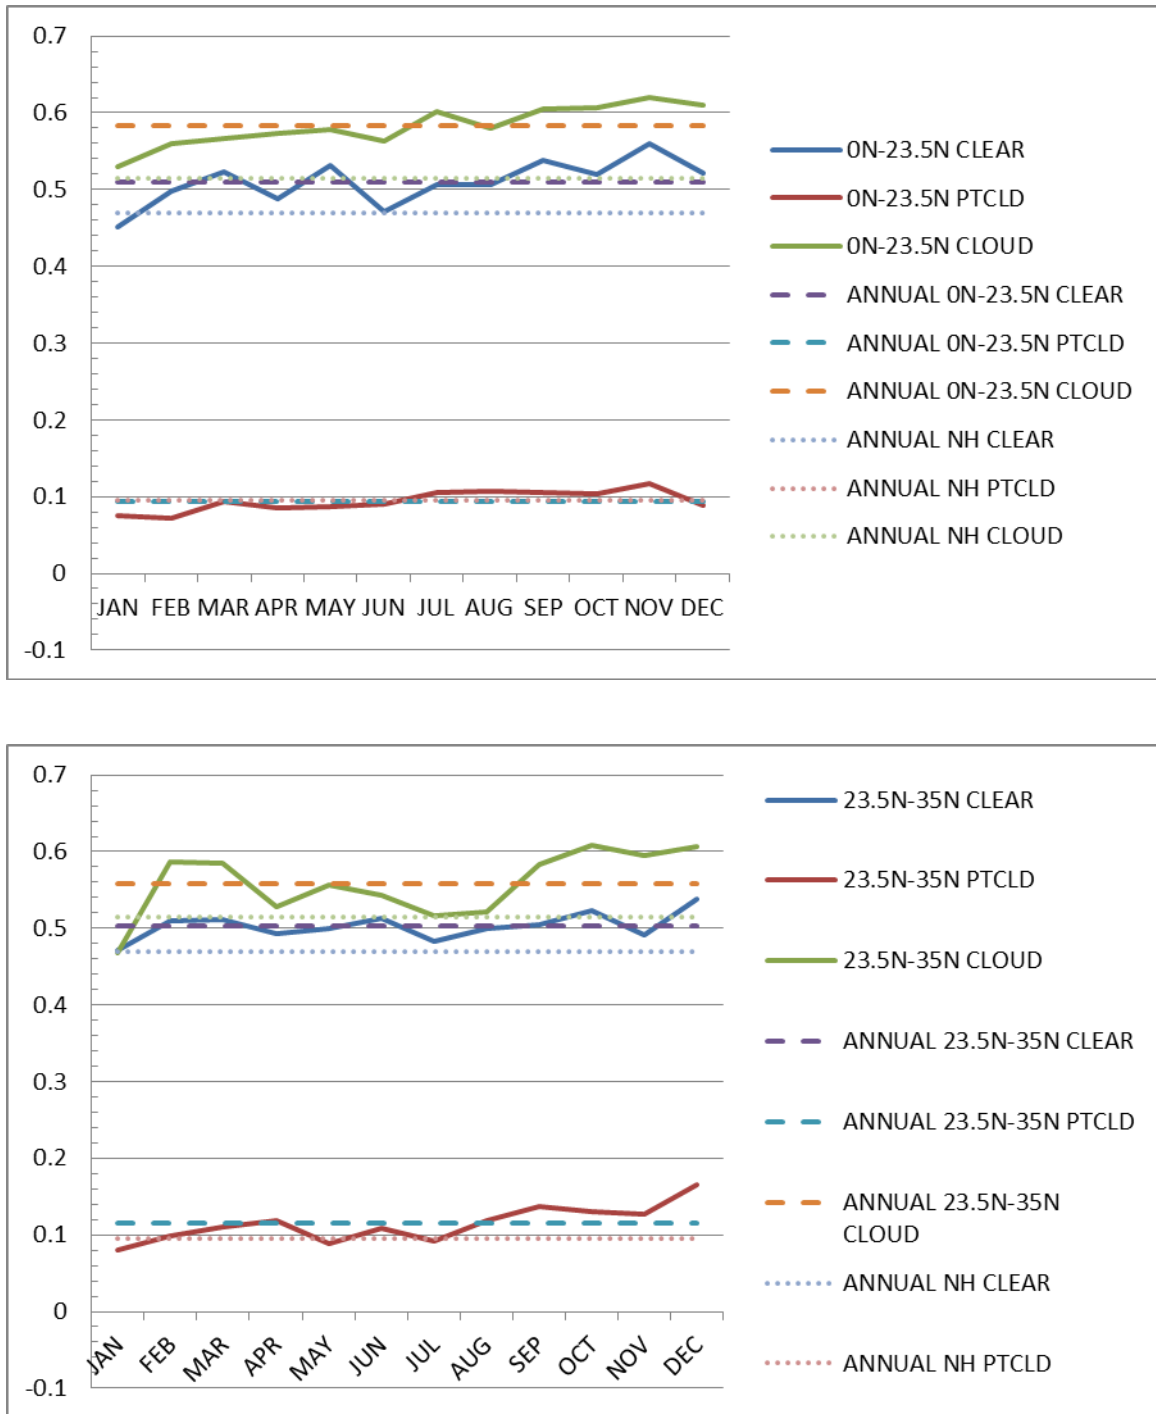 0.7
0.6
0.5
0.4
0.3
0.2
0.1
0
-0.1
JAN FEB MAR APR MAY JUN JUL AUG SEP OCT NOV DEC
0N-23.5N CLEAR
0N-23.5N PTCLD
0N-23.5N CLOUD
ANNUAL 0N-23.5N CLEAR
ANNUAL 0N-23.5N PTCLD
ANNUAL 0N-23.5N CLOUD
ANNUAL NH CLEAR
ANNUAL NH PTCLD
ANNUAL NH CLOUD
0.7
0.6
0.5
0.4
0.3
0.2
0.1
0
-0.1
JAN FEB MAR APR MAY JUN JUL AUG SEP OCT NOV DEC
23.5N-35N CLEAR
23.5N-35N PTCLD
23.5N-35N CLOUD
ANNUAL 23.5N-35N CLEAR
ANNUAL 23.5N-35N PTCLD
ANNUAL 23.5N-35N
CLOUD
ANNUAL NH CLEAR
ANNUAL NH PTCLD